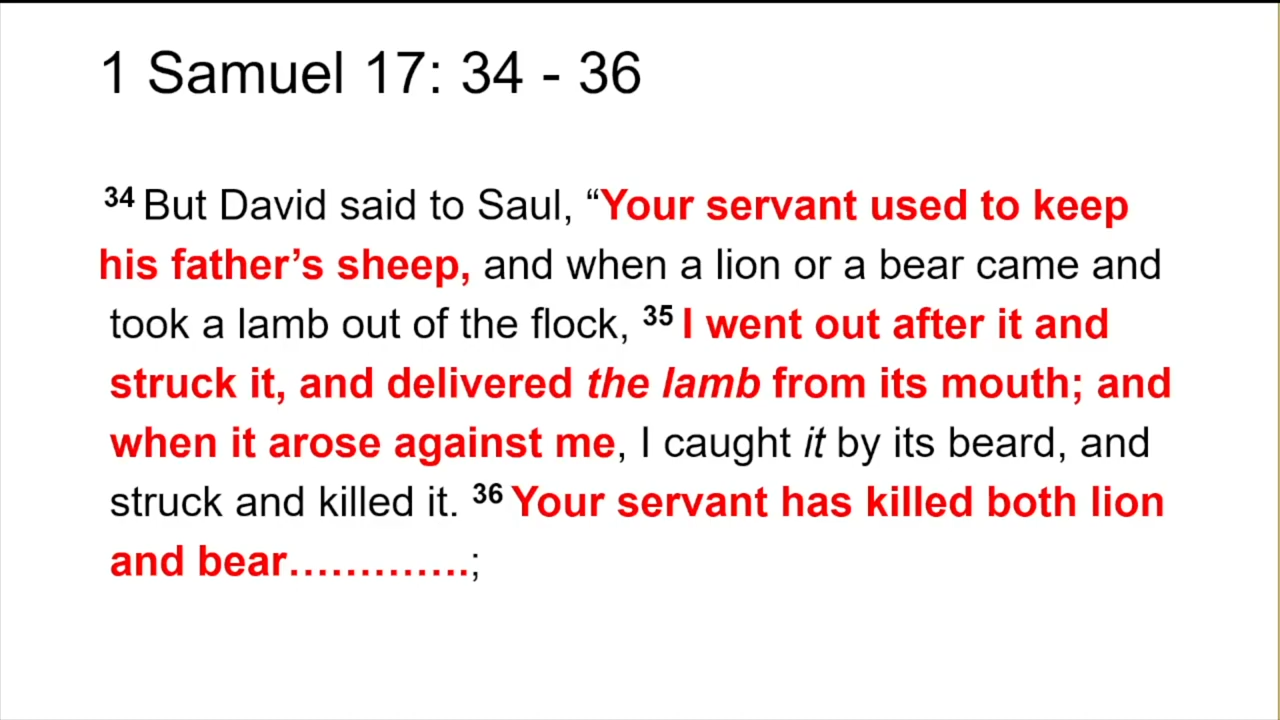 1 Samuel 17: 34 - 36
34 But David said to Saul, “Your servant used to keep
his father’s sheep, and when a lion or a bear came and
took a lamb out of the flock, 35 I went out after it and
struck it, and delivered the lamb from its mouth; and
when it arose against me, I caught it by its beard, and
struck and killed it. 36 Your servant has killed both lion
and bear………….;